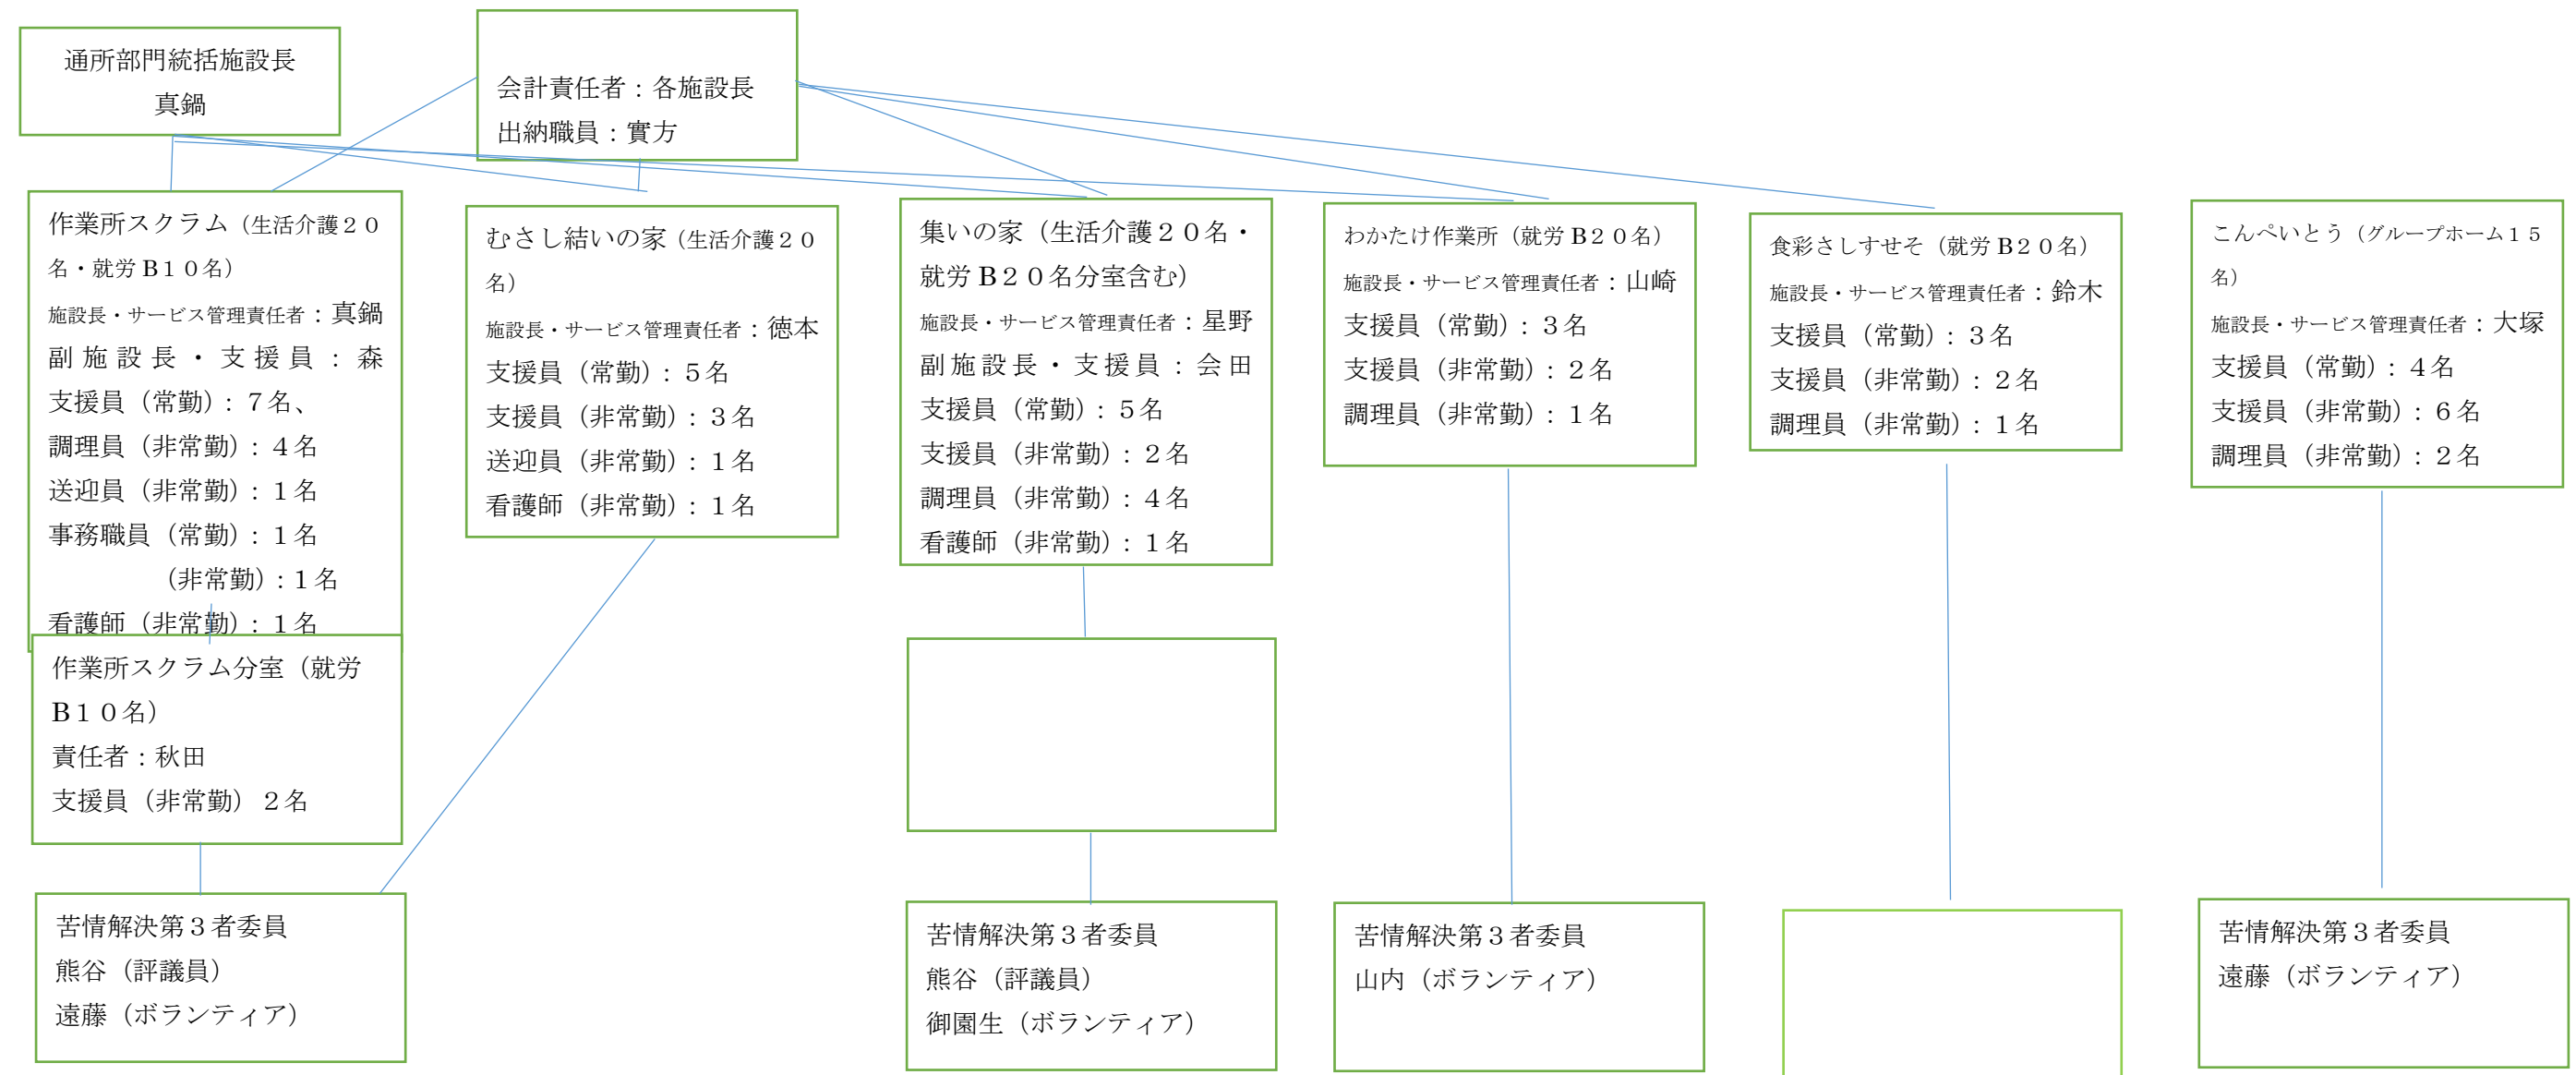 通所部門統括施設長
真鍋
会計責任者：各施設長
出納職員：實方
作業所スクラム（生活介護２０
名・就労 B１０名）
施設長・サービス管理責任者：真鍋
副施設長・支援員：森
支援員（常勤）：７名、
調理員（非常勤）：４名
送迎員（非常勤）：１名
事務職員（常勤）：１名
（非常勤）：１名
看護師（非常勤）：１名
むさし結いの家（生活介護２０
名）
施設長・サービス管理責任者：徳本
支援員（常勤）：５名
支援員（非常勤）：３名
送迎員（非常勤）：１名
看護師（非常勤）：１名
集いの家（生活介護２０名・
就労 B２０名分室含む）
施設長・サービス管理責任者：星野
副施設長・支援員：会田
支援員（常勤）：５名
支援員（非常勤）：２名
調理員（非常勤）：４名
看護師（非常勤）：１名
わかたけ作業所（就労 B２０名）
施設長・サービス管理責任者：山崎
支援員（常勤）：３名
支援員（非常勤）：２名
調理員（非常勤）：１名
食彩さしすせそ（就労 B２０名）
施設長・サービス管理責任者：鈴木
支援員（常勤）：３名
支援員（非常勤）：２名
調理員（非常勤）：１名
こんぺいとう（グループホーム１５
名）
施設長・サービス管理責任者：大塚
支援員（常勤）：４名
支援員（非常勤）：６名
調理員（非常勤）：２名
作業所スクラム分室（就労
B１０名）
責任者：秋田
支援員（非常勤）２名
苦情解決第３者委員
熊谷（評議員）
遠藤（ボランティア）
苦情解決第３者委員
熊谷（評議員）
御園生（ボランティア）
苦情解決第３者委員
山内（ボランティア）
苦情解決第３者委員
遠藤（ボランティア）